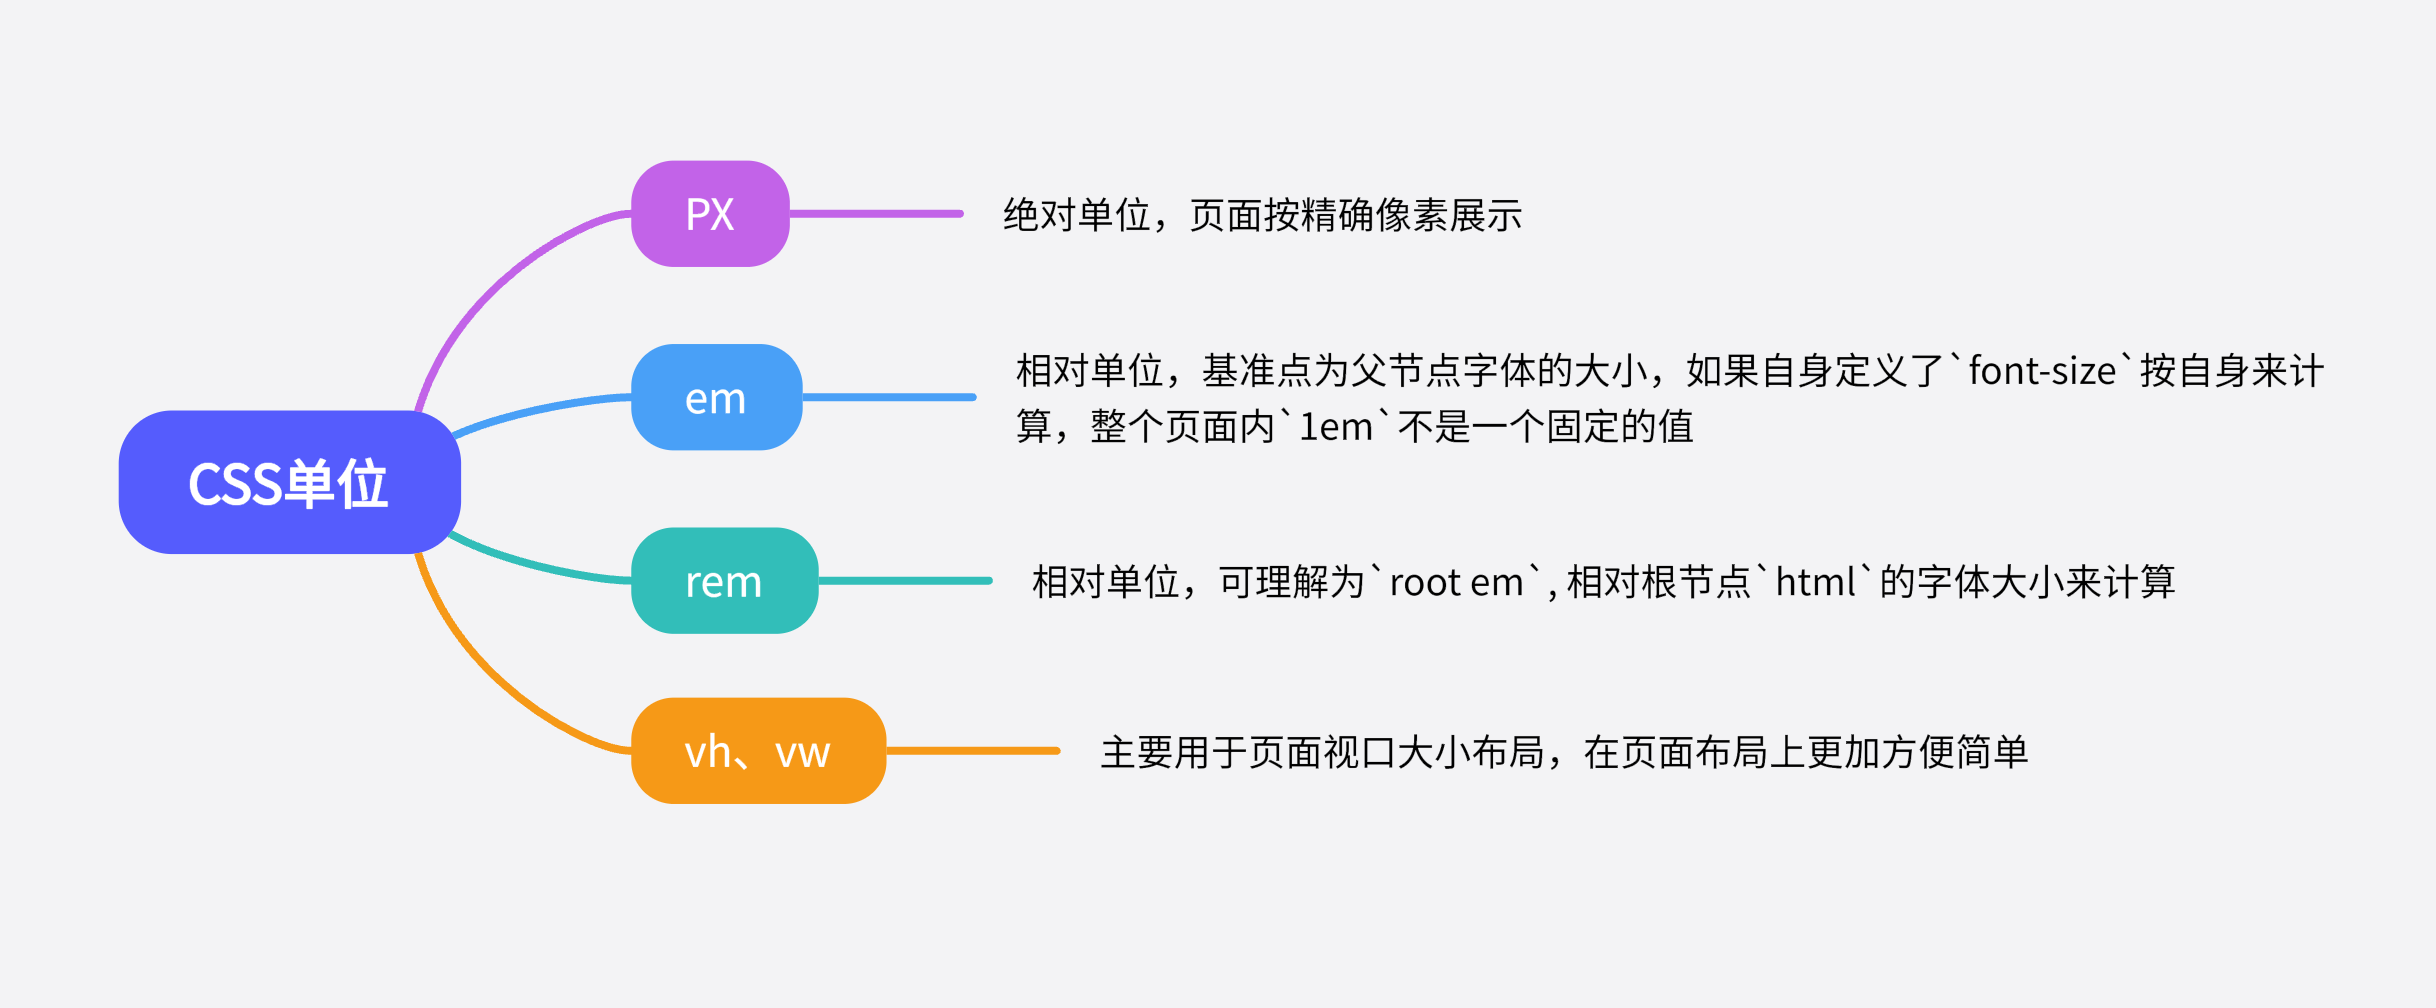 CSS单位
PX
绝对单位，页面按精确像素展示
em
相对单位，基准点为父节点字体的大小，如果自身定义了`font-size`按自身来计
算，整个页面内`1em`不是一个固定的值
rem
相对单位，可理解为`root em`, 相对根节点`html`的字体大小来计算
vh、vw
主要用于页面视口大小布局，在页面布局上更加方便简单